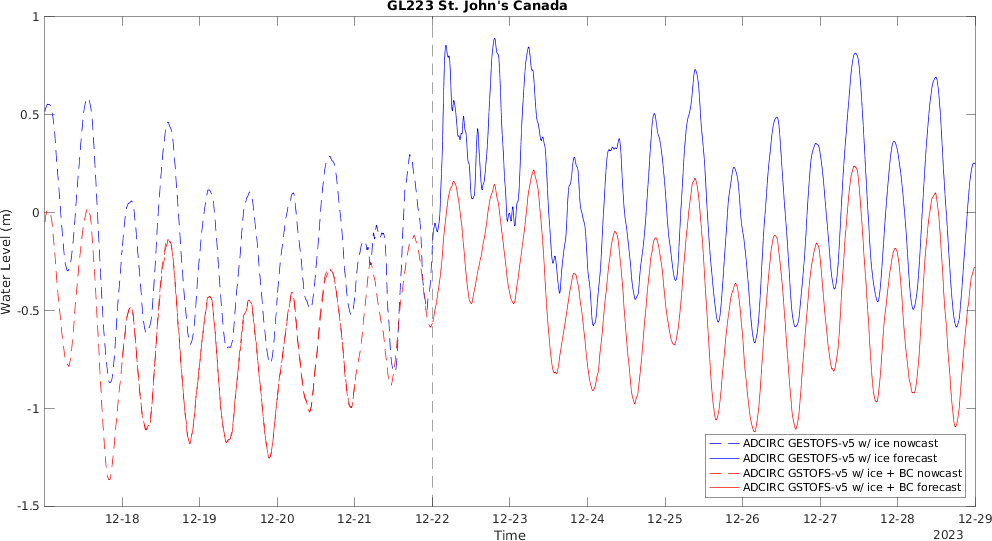 GL223 St. John's Canada
Water Level (m)
1
0.5
0
-0.5
-1
-1.5
12-18
12-19
12-20
12-21
12-22
12-23
12-24
12-25
12-26
12-27
12-28
12-29
Time
2023
ADCIRC GESTOFS-v5 w/ ice nowcast
ADCIRC GESTOFS-v5 w/ ice forecast
ADCIRC GSTOFS-v5 w/ ice + BC nowcast
ADCIRC GSTOFS-v5 w/ ice + BC forecast